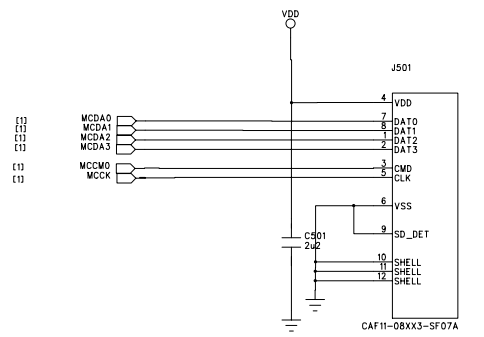 VDD
J501
4 VDD
[1] MCDA0 7 DAT0
[1] MCDA1 8 DAT1
[1] MCDA2 1 DAT2
[1] MCDA3 2 DAT3
[1] MCCM0 3 CMD
[1] MCCK 5 CLK
6 VSS
9 SD_DET
C501
2u2
10 SHELL
11 SHELL
12 SHELL
CAF11-08XX3-SF07A